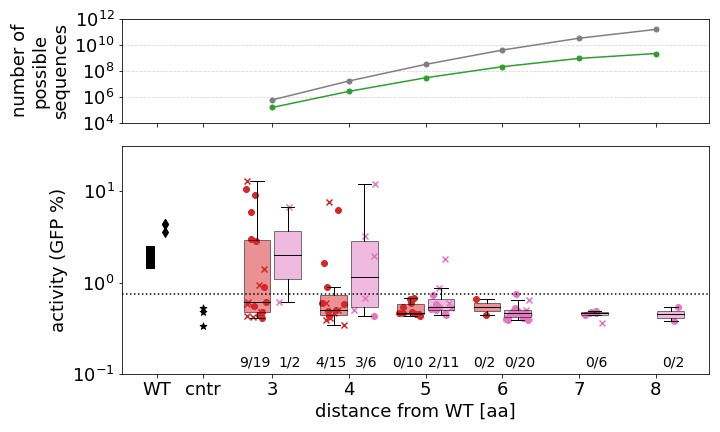 number of
possible
sequences
10^12
10^10
10^8
10^6
10^4
activity (GFP %)
10^1
10^0
10^-1
9/19 1/2 4/15 3/6 0/10 2/11 0/2 0/20 0/6 0/2
WT cntr 3 4 5 6 7 8
distance from WT [aa]